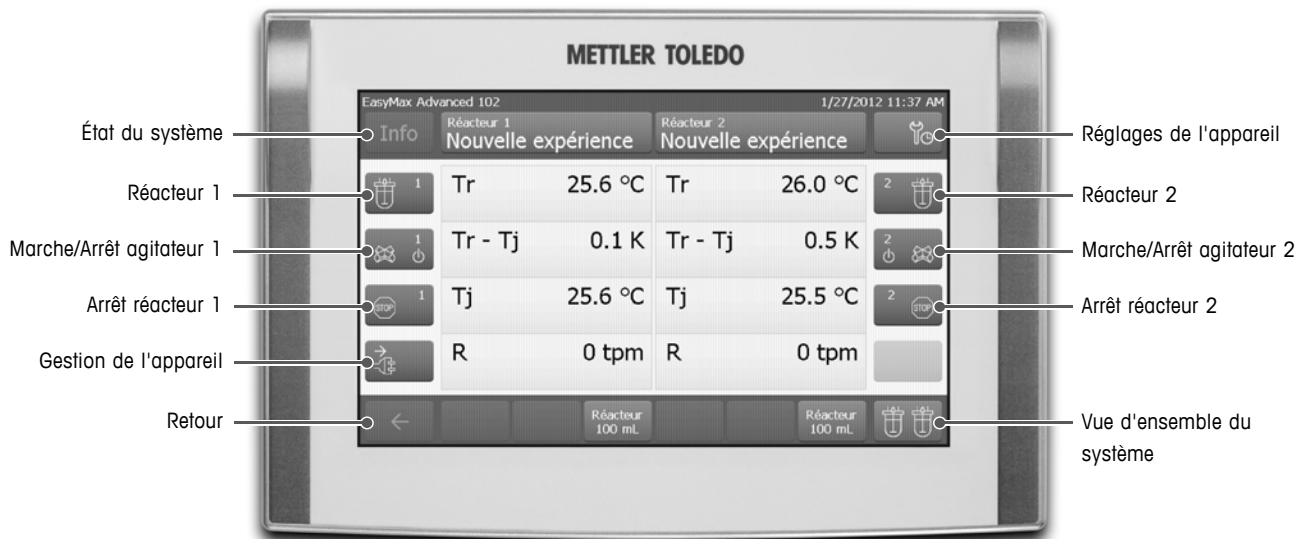 METTLER TOLEDO
EasyMax Advanced 102 1/27/2012 11:37 AM
État du système
Info
Réacteur 1
Nouvelle expérience
Réacteur 2
Nouvelle expérience
Réglages de l'appareil
Réacteur 1
1
Tr 25.6 °C
Tr 26.0 °C
2
Réacteur 2
Marche/Arrêt agitateur 1
1
Tr - Tj 0.1 K
Tr - Tj 0.5 K
2
Marche/Arrêt agitateur 2
Arrêt réacteur 1
STOP 1
Tj 25.6 °C
Tj 25.5 °C
2 STOP
Arrêt réacteur 2
Gestion de l'appareil
R 0 tpm
R 0 tpm
Retour
Réacteur
100 mL
Réacteur
100 mL
Vue d'ensemble du
système